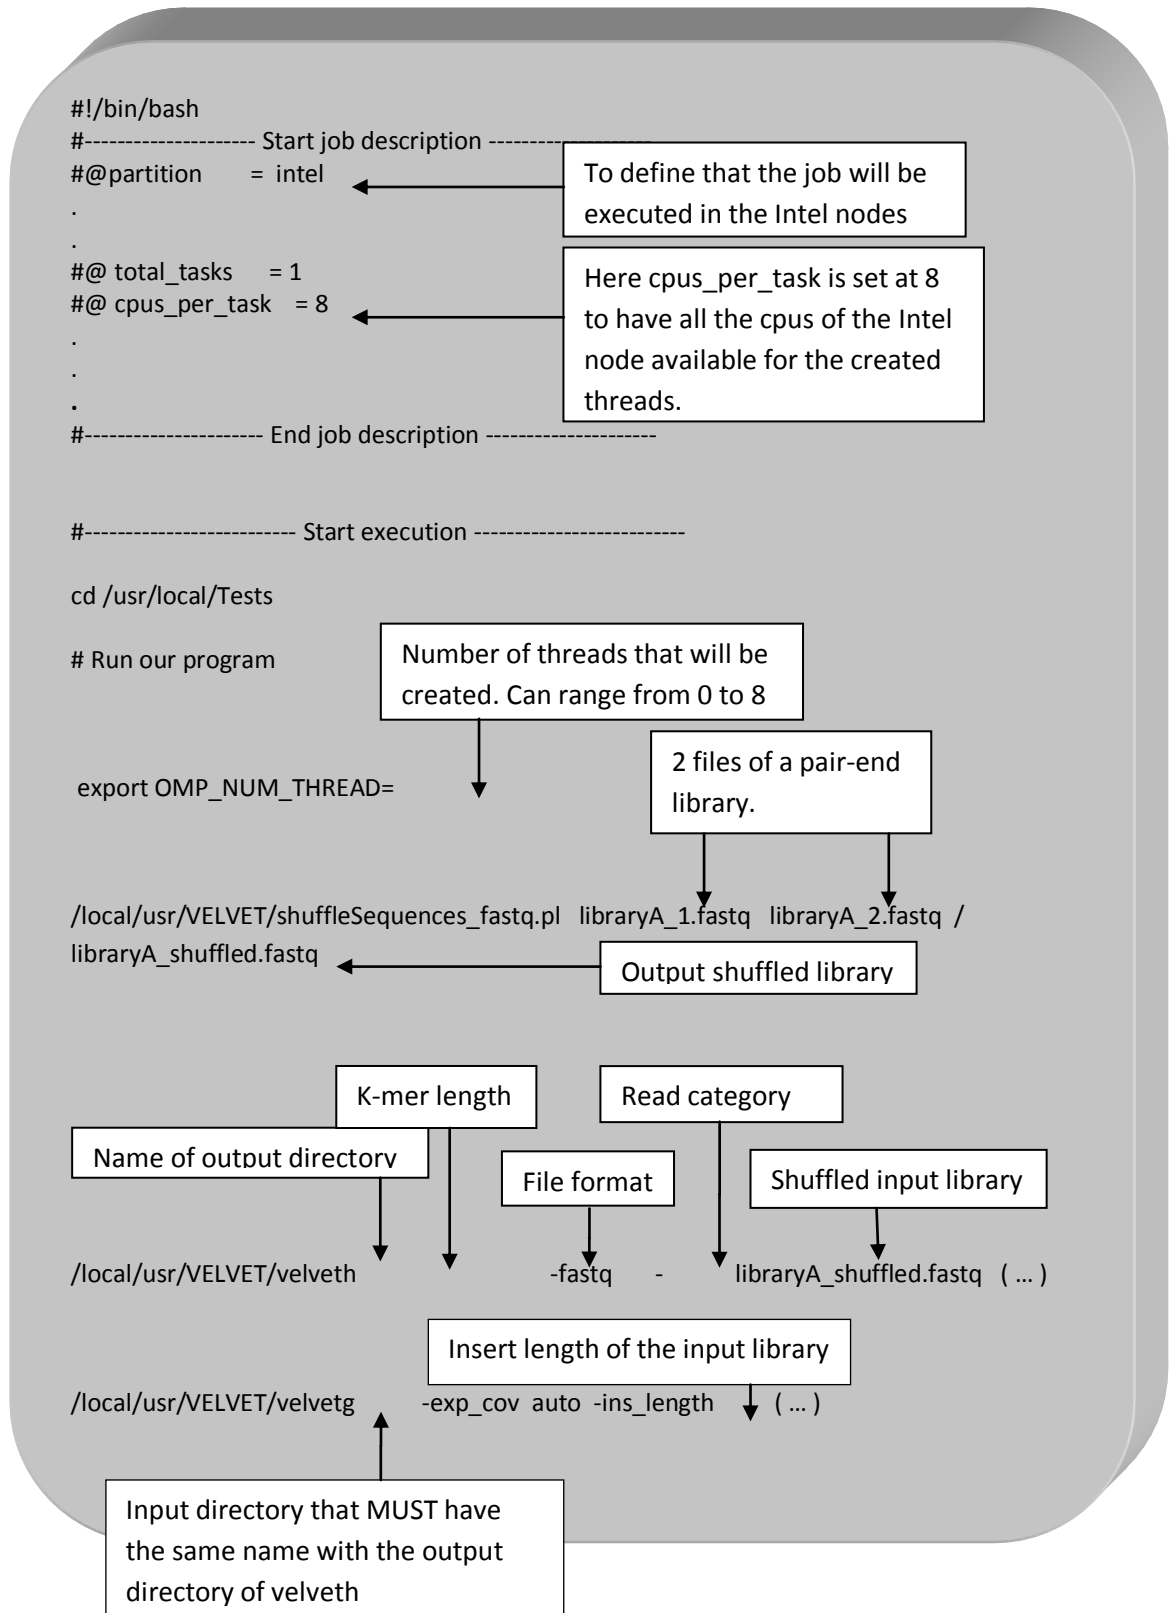 #!/bin/bash
#--------------------- Start job description --------------------
#@partition = intel
To define that the job will be
executed in the Intel nodes
.
.
#@ total_tasks = 1
#@ cpus_per_task = 8
Here cpus_per_task is set at 8
to have all the cpus of the Intel
node available for the created
threads.
.
.
.
#---------------------- End job description ---------------------
#-------------------------- Start execution --------------------------
cd /usr/local/Tests
# Run our program
Number of threads that will be
created. Can range from 0 to 8
2 files of a pair-end
library.
export OMP_NUM_THREAD=
/local/usr/VELVET/shuffleSequences_fastq.pl libraryA_1.fastq libraryA_2.fastq /
libraryA_shuffled.fastq
Output shuffled library
K-mer length
Read category
Name of output directory
File format
Shuffled input library
/local/usr/VELVET/velveth -fastq - libraryA_shuffled.fastq ( … )
Insert length of the input library
/local/usr/VELVET/velvetg -exp_cov auto -ins_length ( … )
Input directory that MUST have
the same name with the output
directory of velveth